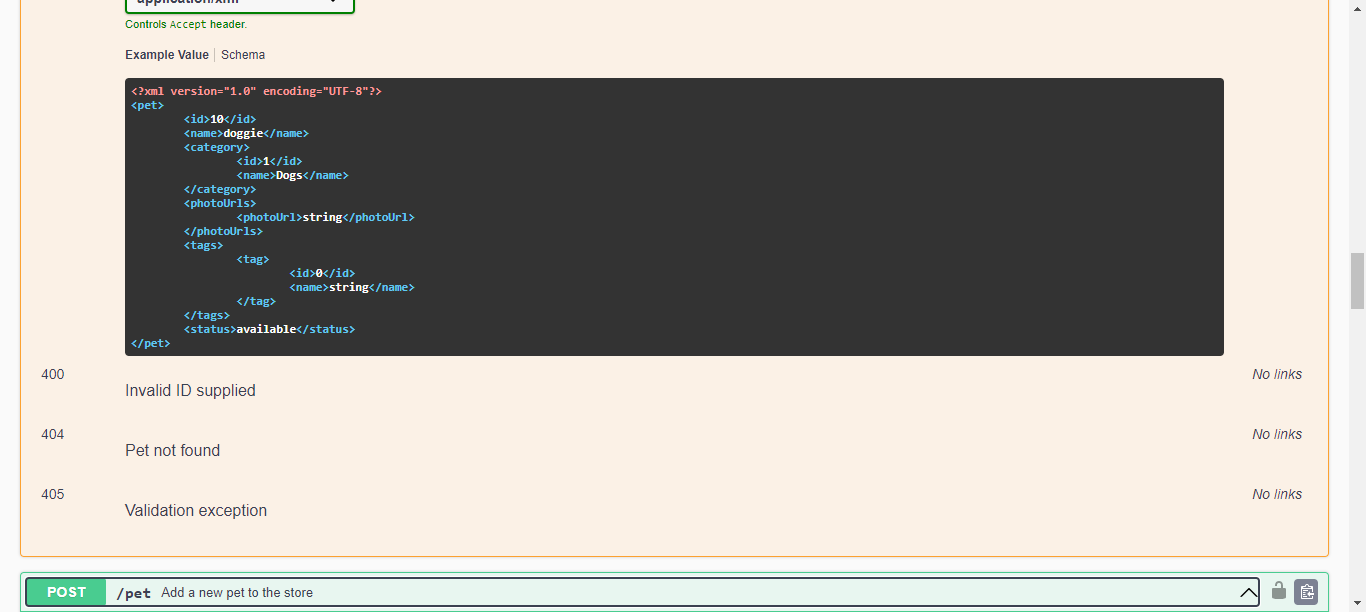 application/xml
Controls Accept header.
Example Value Schema
<?xml version="1.0" encoding="UTF-8"?>
<pet>
	<id>10</id>
	<name>doggie</name>
	<category>
		<id>1</id>
		<name>Dogs</name>
	</category>
	<photoUrls>
		<photoUrl>string</photoUrl>
	</photoUrls>
	<tags>
		<tag>
			<id>0</id>
			<name>string</name>
		</tag>
	</tags>
	<status>available</status>
</pet>
400 No links
Invalid ID supplied
404 No links
Pet not found
405 No links
Validation exception
POST /pet Add a new pet to the store